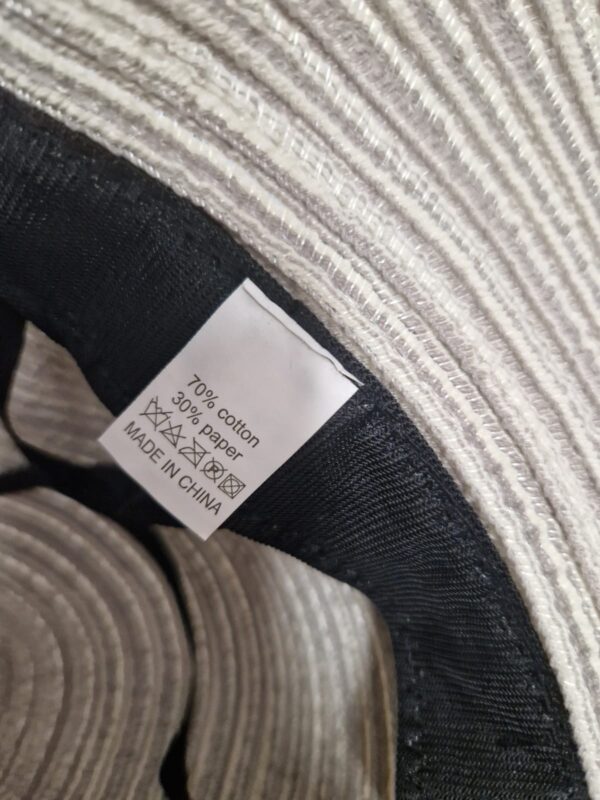 70% cotton
30% paper
MADE IN CHINA